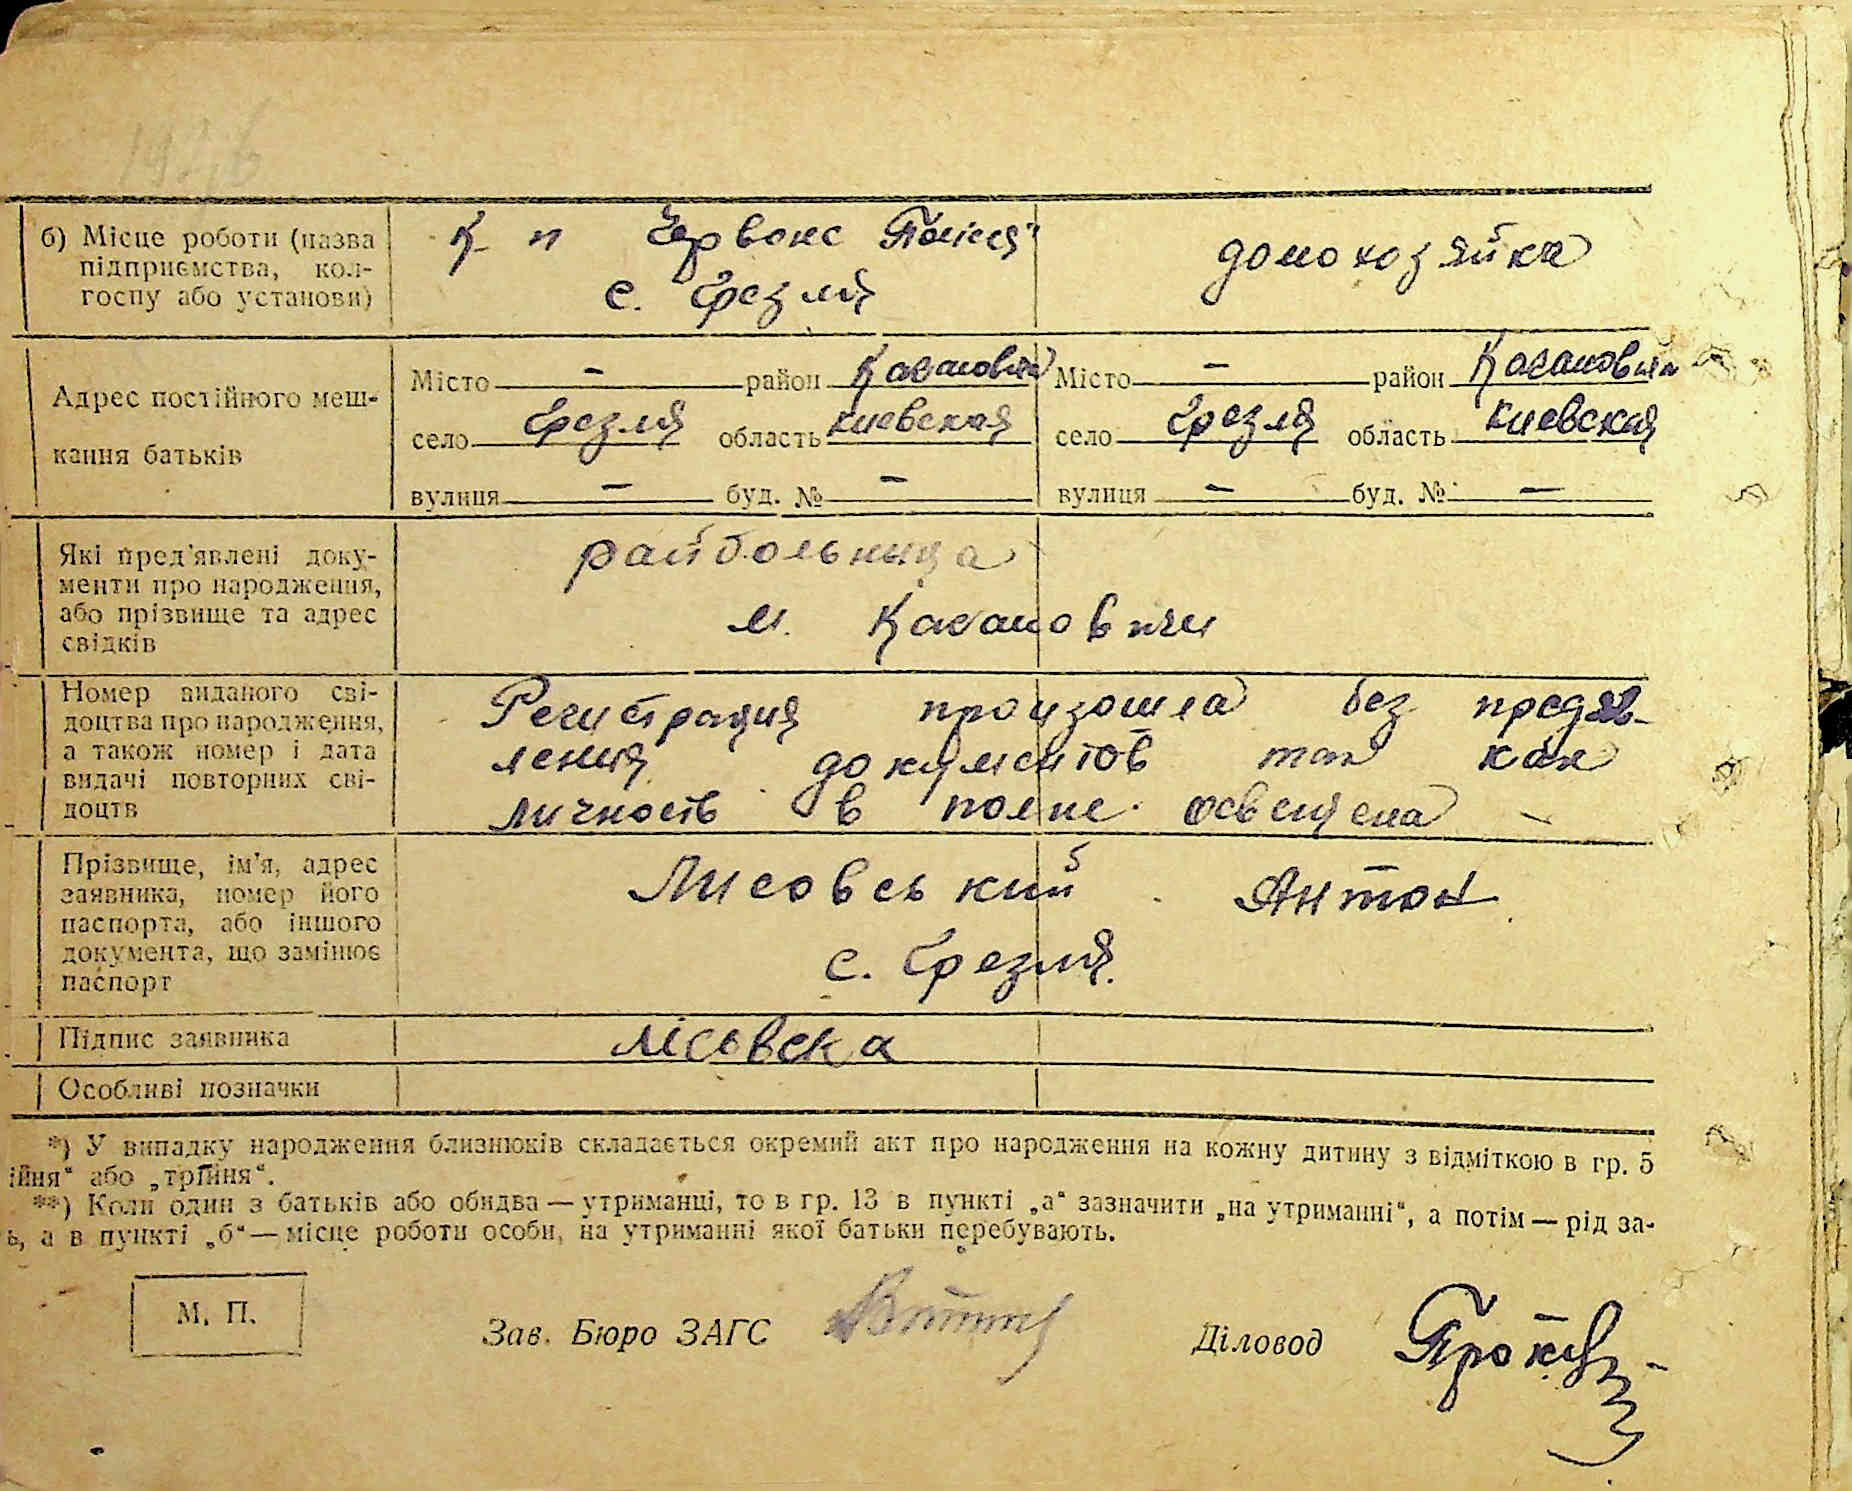 б) Місце роботи (назва
підприємства, кол-
госпу або установи)
к п Червоне Полісся"
с. Грезля
домохозяйка
Адрес постійного меш-
кання батьків
Місто — район Кагановичи Місто — район Кагановичи
село Грезля область киевская село Грезля область киевская
вулиця — буд. № — вулиця — буд. № —
Які пред'явлені доку-
менти про народження,
або прізвище та адрес
свідків
райбольница
м. Кагановичи
Номер виданого сві-
доцтва про народження,
а також номер і дата
видачі повторних сві-
доцтв
Регистрация произошла без предяв-
ления документов так как
личность в полне освещена
Прізвище, ім'я, адрес
заявника, номер його
паспорта, або іншого
документа, що замінює
паспорт
Лисовський Антон
с. Грезля.
Підпис заявника
лісовска
Особливі позначки
*) У випадку народження близнюків складається окремий акт про народження на кожну дитину з відміткою в гр. 5
ійня" або „трійня".
**) Коли один з батьків або обидва — утриманці, то в гр. 13 в пункті „а" зазначити „на утриманні", а потім — рід за-
ь, а в пункті „б" — місце роботи особи, на утриманні якої батьки перебувають.
М. П.
Зав. Бюро ЗАГС
Діловод